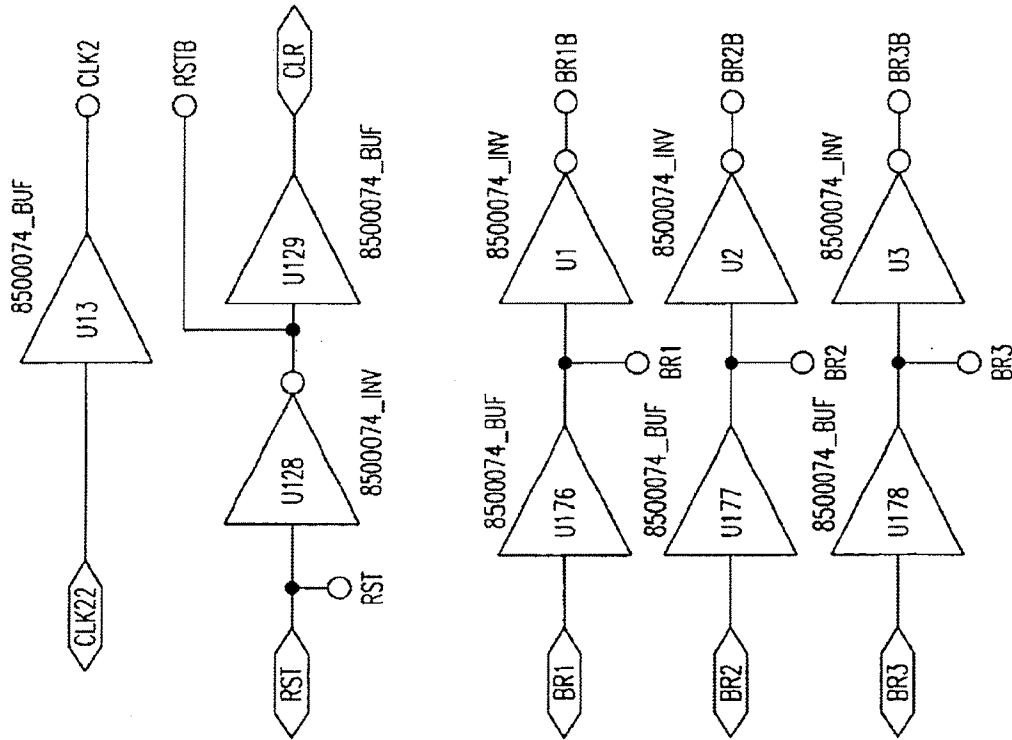 8500074_BUF
CLK22
U13
CLK2
RSTB
RST
RST
U128
8500074_INV
U129
8500074_BUF
CLR
BR1
8500074_BUF
U176
BR1
8500074_INV
U1
BR1B
BR2
8500074_BUF
U177
BR2
8500074_INV
U2
BR2B
BR3
8500074_BUF
U178
BR3
8500074_INV
U3
BR3B